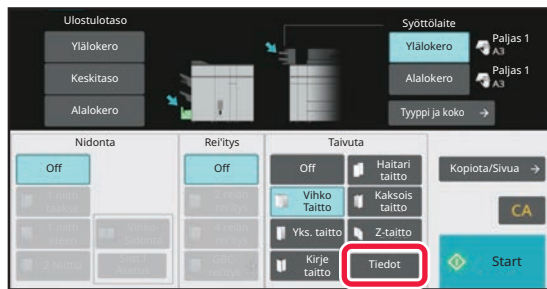 Ulostulotaso
Ylälokero
Keskitaso
Alalokero
Syöttölaite
Ylälokero
Paljas 1
A3
Alalokero
Paljas 1
A3
Tyyppi ja koko
Nidonta
Off
2 Nidos
Rei'itys
Off
Taivuta
Off
Haitari
taitto
Vihko
Taitto
Kaksois
taitto
Yks. taitto
Z-taitto
Kirje
taitto
Tiedot
Kopiota/Sivua
CA
Start